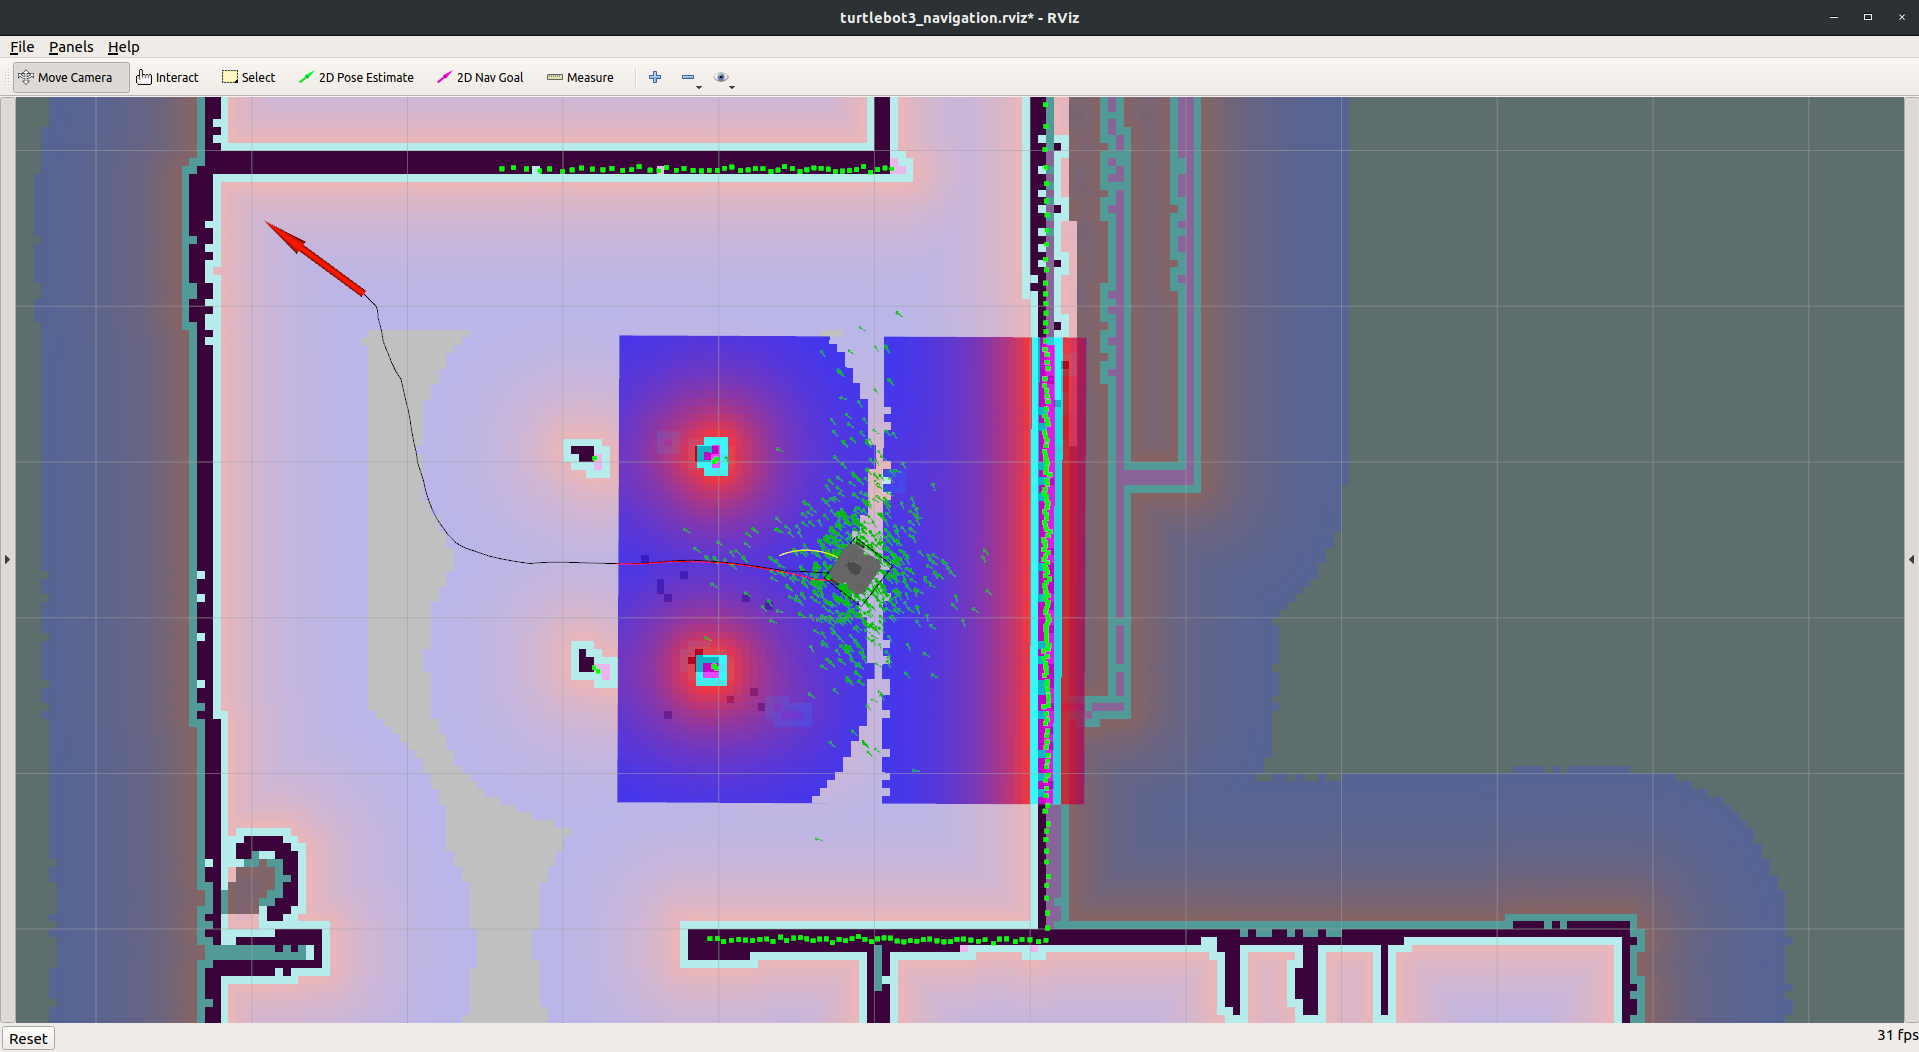 turtlebot3_navigation.rviz* - RViz
File Panels Help
Move Camera Interact Select 2D Pose Estimate 2D Nav Goal Measure
Reset 31 fps